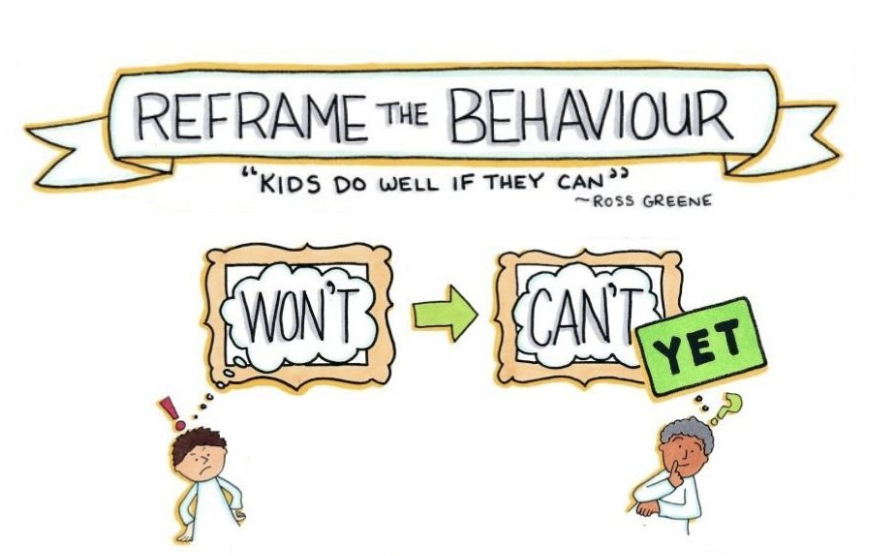 REFRAME THE BEHAVIOUR
"KIDS DO WELL IF THEY CAN"
~ROSS GREENE
WON'T
CAN'T
YET
!
?